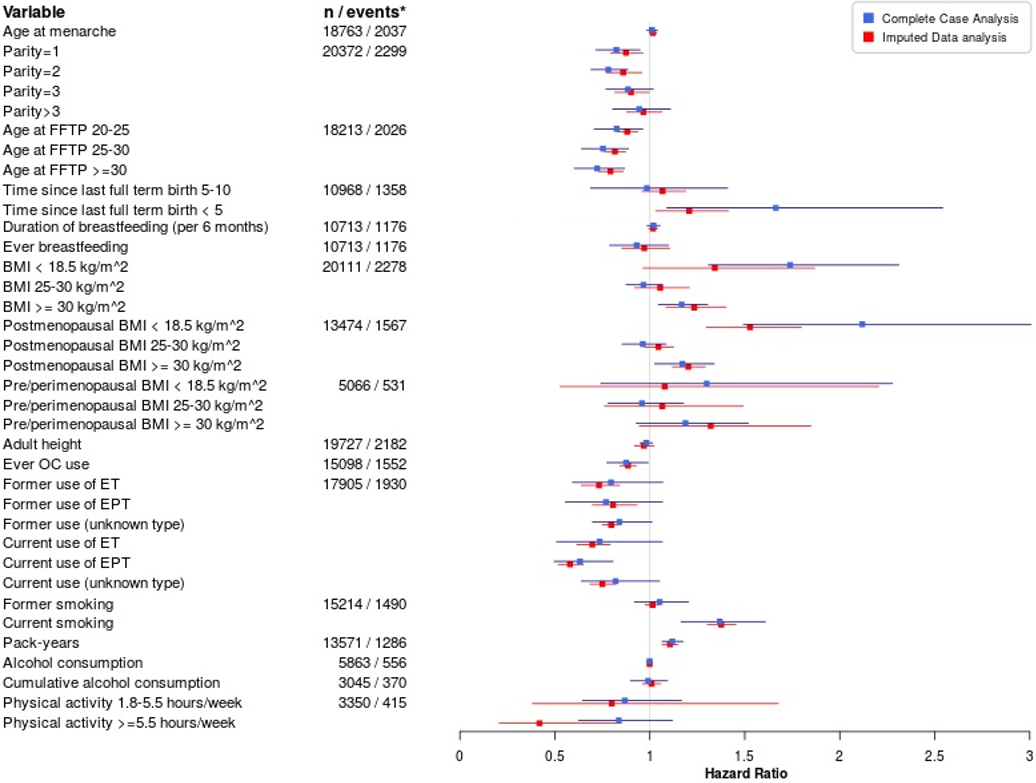 Variable n / events*
Complete Case Analysis
Imputed Data analysis
Age at menarche 18763 / 2037
Parity=1 20372 / 2299
Parity=2
Parity=3
Parity>3
Age at FFTP 20-25 18213 / 2026
Age at FFTP 25-30
Age at FFTP >=30
Time since last full term birth 5-10 10968 / 1358
Time since last full term birth < 5
Duration of breastfeeding (per 6 months) 10713 / 1176
Ever breastfeeding 10713 / 1176
BMI < 18.5 kg/m^2 20111 / 2278
BMI 25-30 kg/m^2
BMI >= 30 kg/m^2
Postmenopausal BMI < 18.5 kg/m^2 13474 / 1567
Postmenopausal BMI 25-30 kg/m^2
Postmenopausal BMI >= 30 kg/m^2
Pre/perimenopausal BMI < 18.5 kg/m^2 5066 / 531
Pre/perimenopausal BMI 25-30 kg/m^2
Pre/perimenopausal BMI >= 30 kg/m^2
Adult height 19727 / 2182
Ever OC use 15098 / 1552
Former use of ET 17905 / 1930
Former use of EPT
Former use (unknown type)
Current use of ET
Current use of EPT
Current use (unknown type)
Former smoking 15214 / 1490
Current smoking
Pack-years 13571 / 1286
Alcohol consumption 5863 / 556
Cumulative alcohol consumption 3045 / 370
Physical activity 1.8-5.5 hours/week 3350 / 415
Physical activity >=5.5 hours/week
0 0.5 1 1.5 2 2.5 3
Hazard Ratio